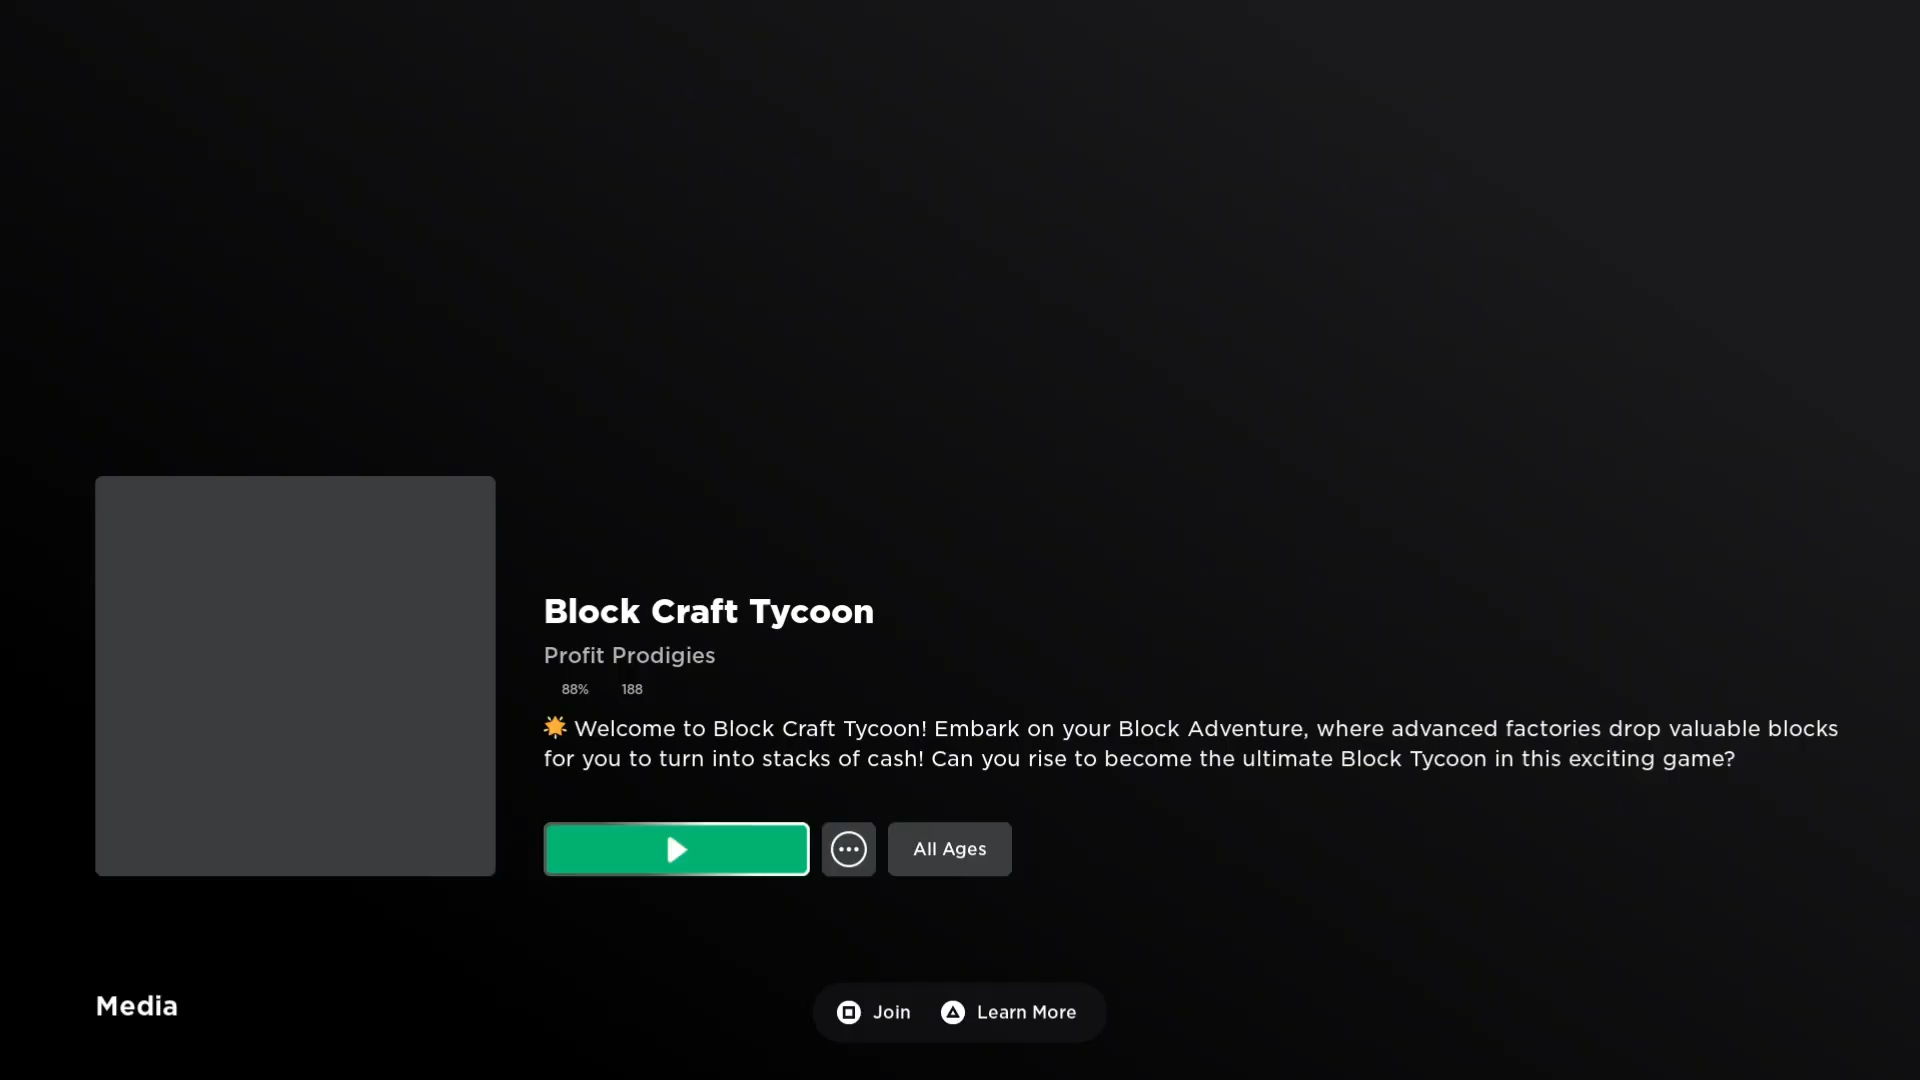 Block Craft Tycoon
Profit Prodigies
88% 188
🌟 Welcome to Block Craft Tycoon! Embark on your Block Adventure, where advanced factories drop valuable blocks
for you to turn into stacks of cash! Can you rise to become the ultimate Block Tycoon in this exciting game?
All Ages
Media
Join Learn More